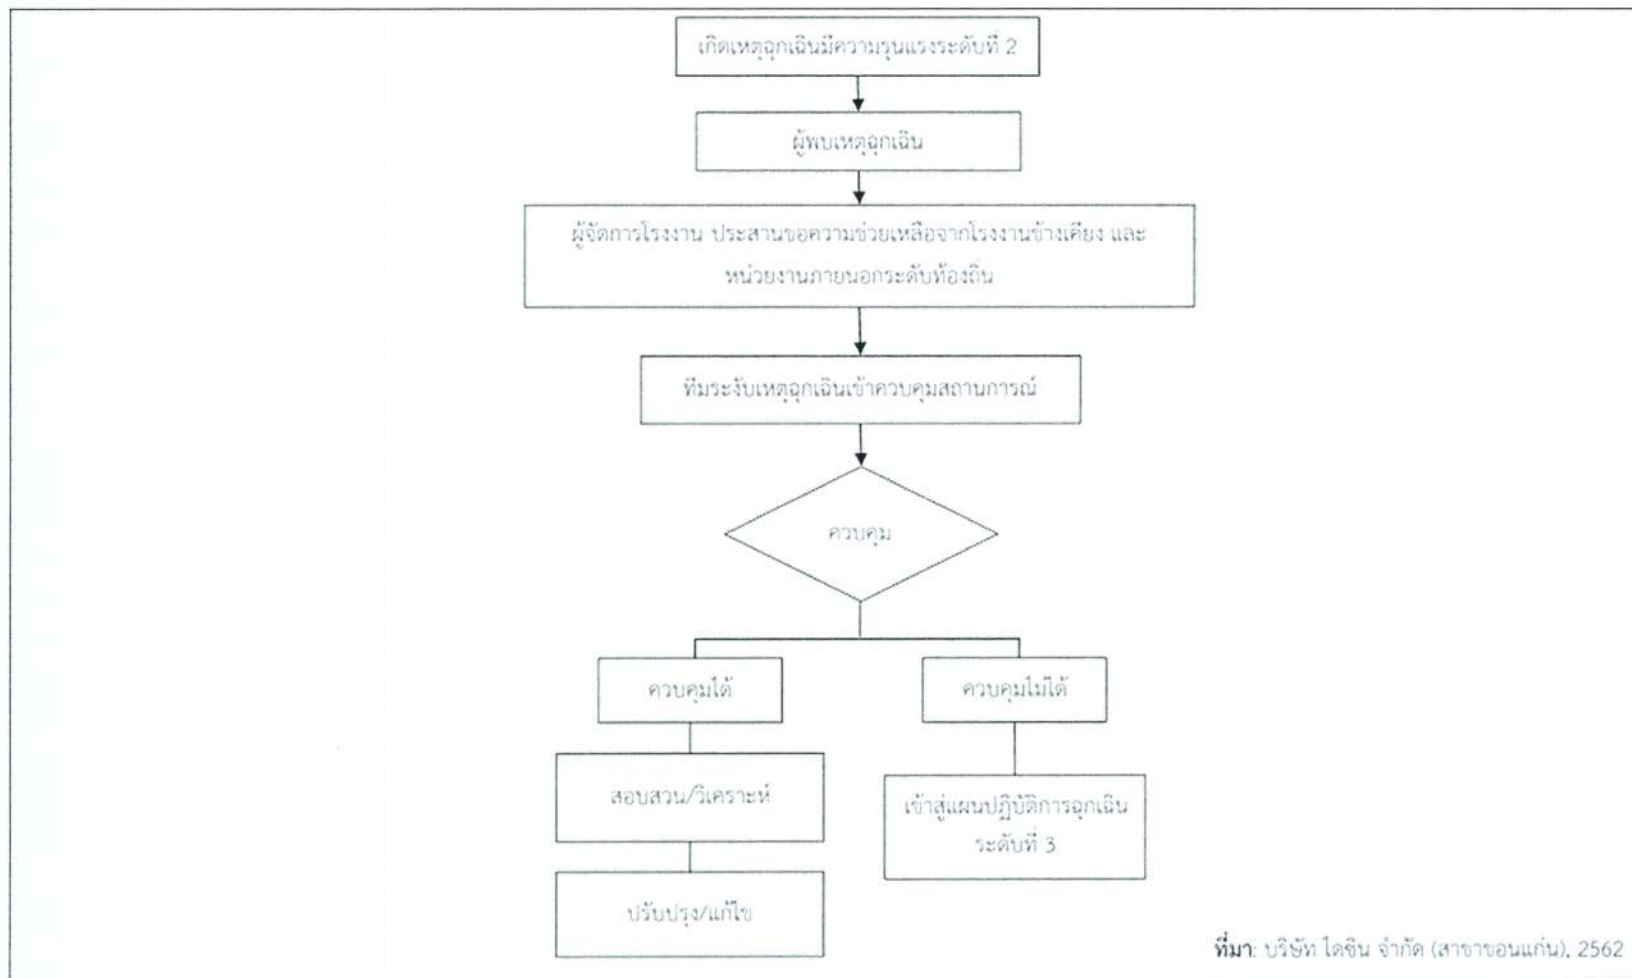 เกิดเหตุฉุกเฉินมีความรุนแรงระดับที่ 2
ผู้พบเหตุฉุกเฉิน
ผู้จัดการโรงงาน ประสานขอความช่วยเหลือจากโรงงานข้างเคียง และ
หน่วยงานภายนอกระดับท้องถิ่น
ทีมระงับเหตุฉุกเฉินเข้าควบคุมสถานการณ์
ควบคุม
ควบคุมได้
ควบคุมไม่ได้
สอบสวน/วิเคราะห์
เข้าสู่แผนปฏิบัติการฉุกเฉิน
ระดับที่ 3
ปรับปรุง/แก้ไข
ที่มา: บริษัท ไดซิน จำกัด (สาขาขอนแก่น), 2562